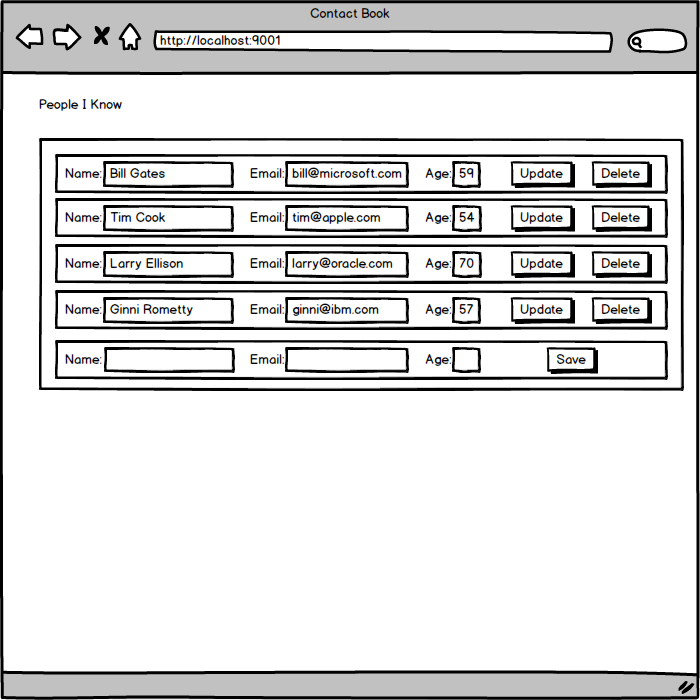 Contact Book
http://localhost:9001
People I Know
Name: Bill Gates Email: bill@microsoft.com Age: 59 Update Delete
Name: Tim Cook Email: tim@apple.com Age: 54 Update Delete
Name: Larry Ellison Email: larry@oracle.com Age: 70 Update Delete
Name: Ginni Rometty Email: ginni@ibm.com Age: 57 Update Delete
Name: Email: Age: Save